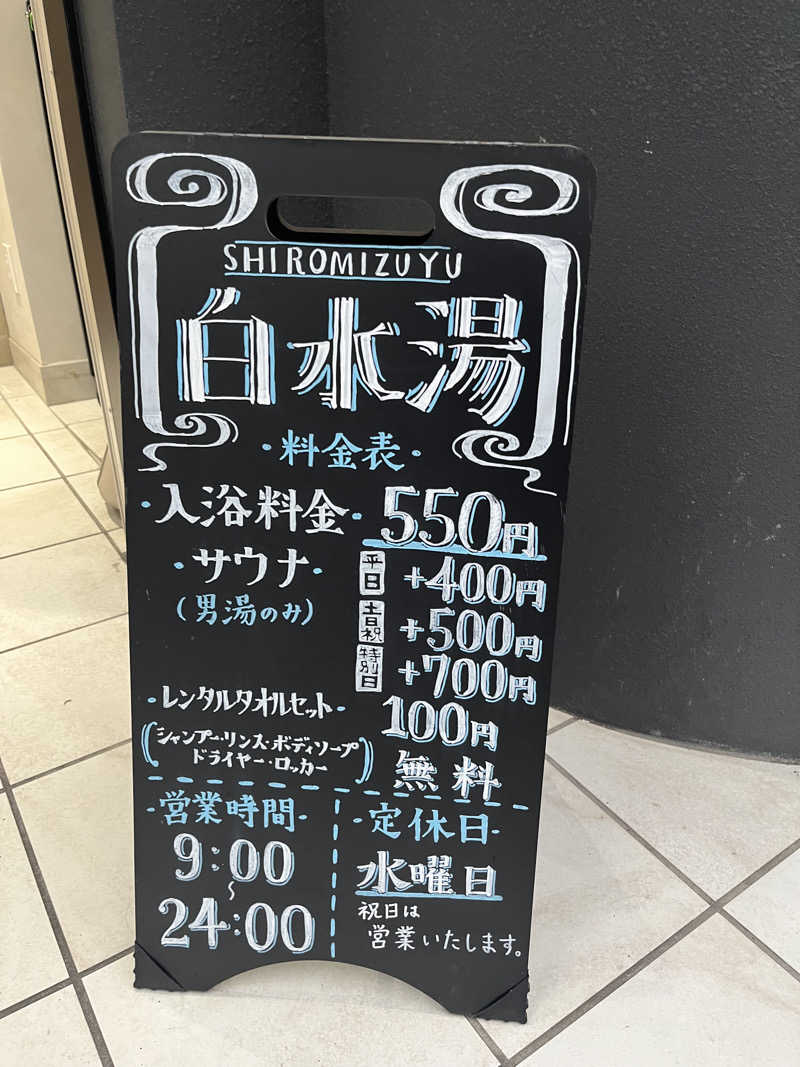 SHIROMIZUYU
白水湯
・料金表・
・入浴料金・ 550円
・サウナ・ 平日 +400円
(男湯のみ) 土日祝 +500円
特別日 +700円
・レンタルタオルセット・ 100円
(シャンプー・リンス・ボディソープ
ドライヤー・ロッカー) 無料
・営業時間・
9:00
〜
24:00
・定休日・
水曜日
祝日は
営業いたします。